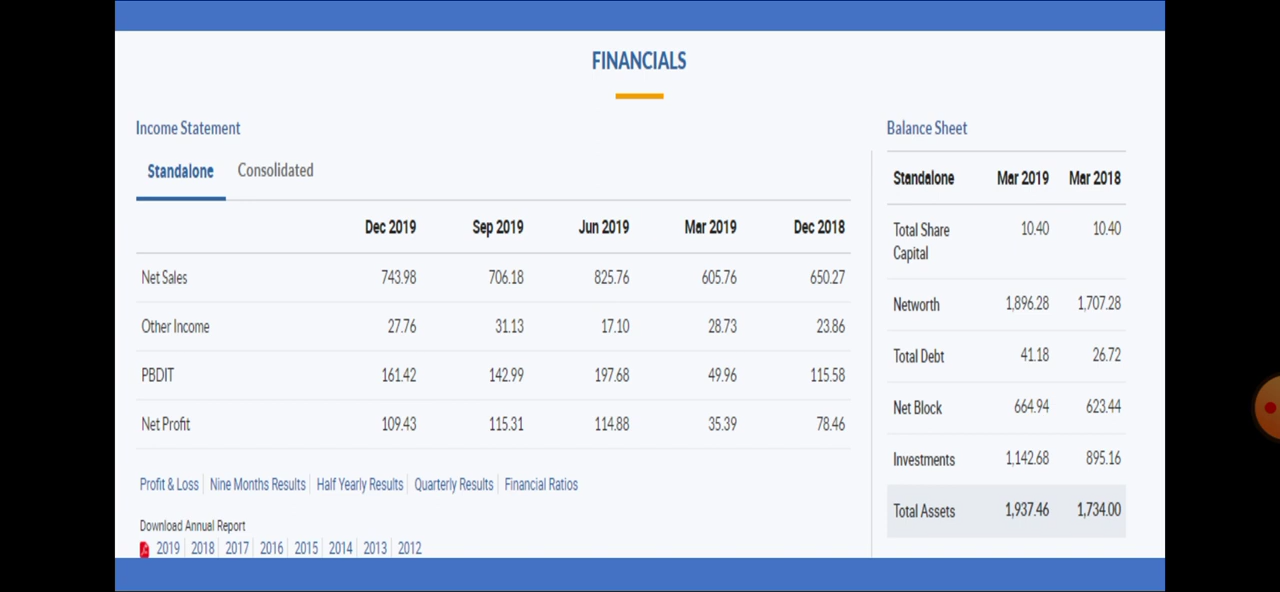 FINANCIALS
Income Statement
Standalone Consolidated
Dec 2019 Sep 2019 Jun 2019 Mar 2019 Dec 2018
Net Sales 743.98 706.18 825.76 605.76 650.27
Other Income 27.76 31.13 17.10 28.73 23.86
PBDIT 161.42 142.99 197.68 49.96 115.58
Net Profit 109.43 115.31 114.88 35.39 78.46
Profit & Loss Nine Months Results Half Yearly Results Quarterly Results Financial Ratios
Download Annual Report
2019 2018 2017 2016 2015 2014 2013 2012
Balance Sheet
Standalone Mar 2019 Mar 2018
Total Share 10.40 10.40
Capital
Networth 1,896.28 1,707.28
Total Debt 41.18 26.72
Net Block 664.94 623.44
Investments 1,142.68 895.16
Total Assets 1,937.46 1,734.00